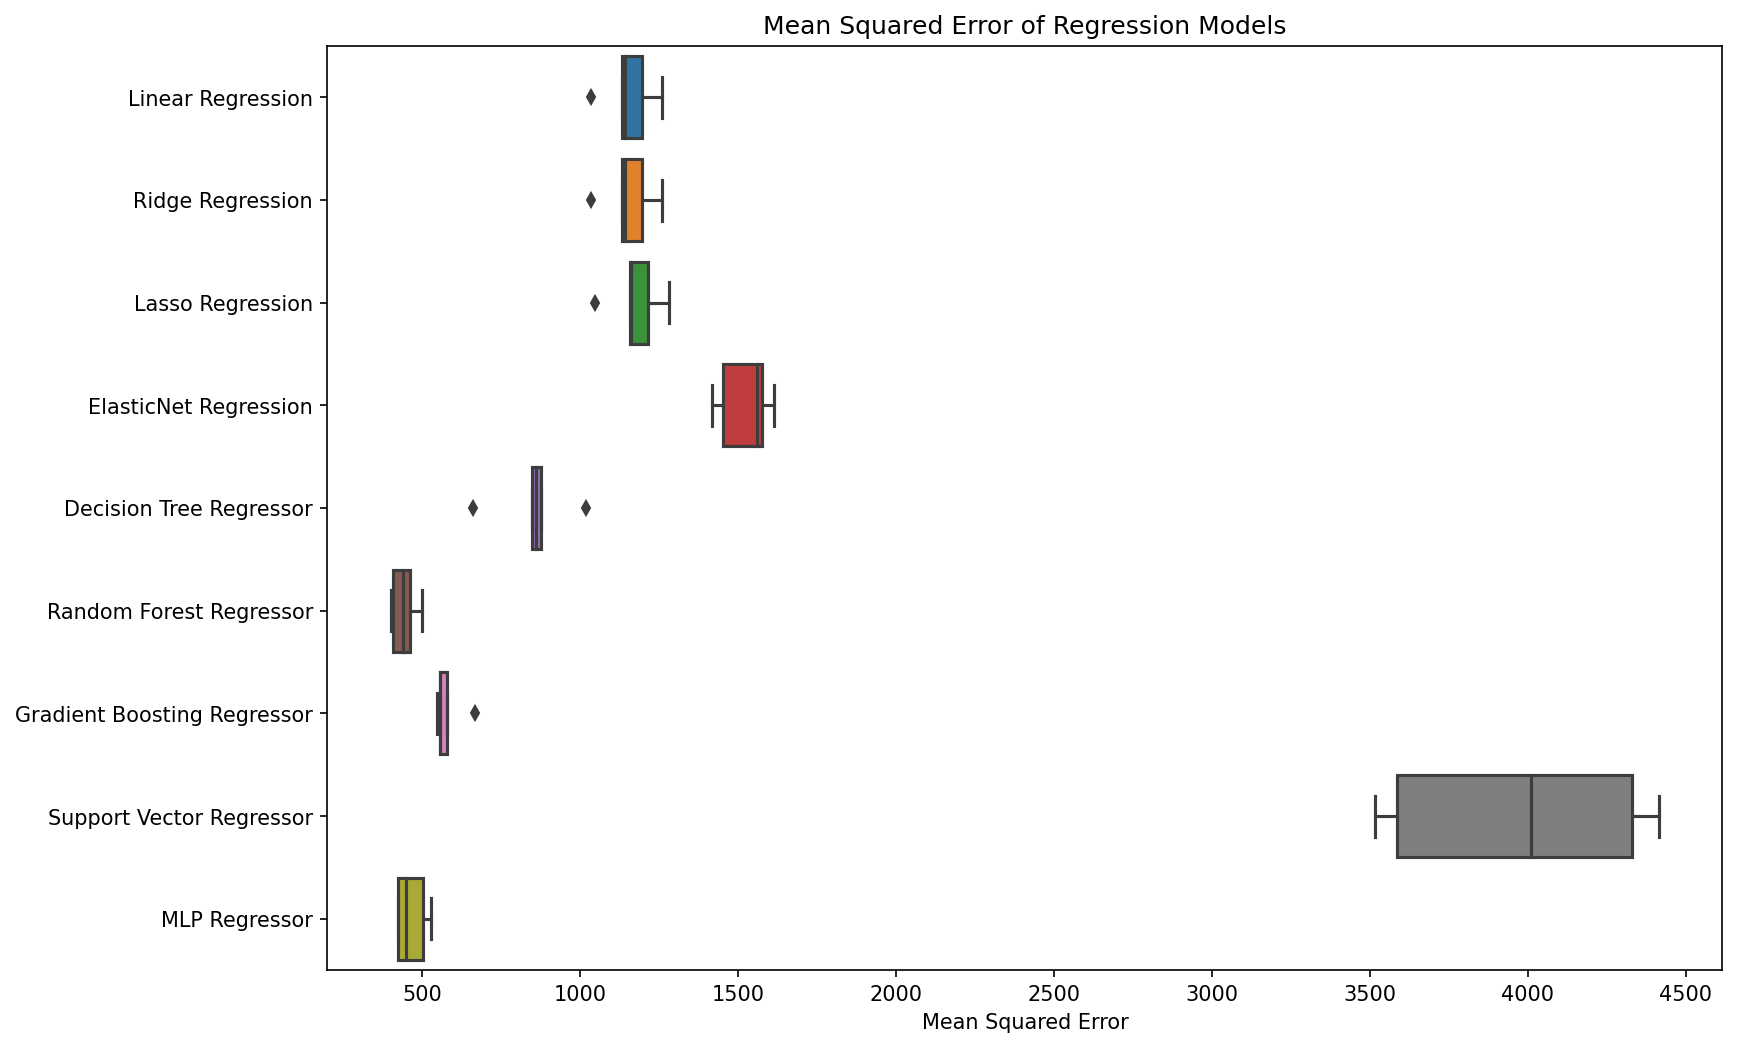 Mean Squared Error of Regression Models
Linear Regression
Ridge Regression
Lasso Regression
ElasticNet Regression
Decision Tree Regressor
Random Forest Regressor
Gradient Boosting Regressor
Support Vector Regressor
MLP Regressor
500 1000 1500 2000 2500 3000 3500 4000 4500
Mean Squared Error